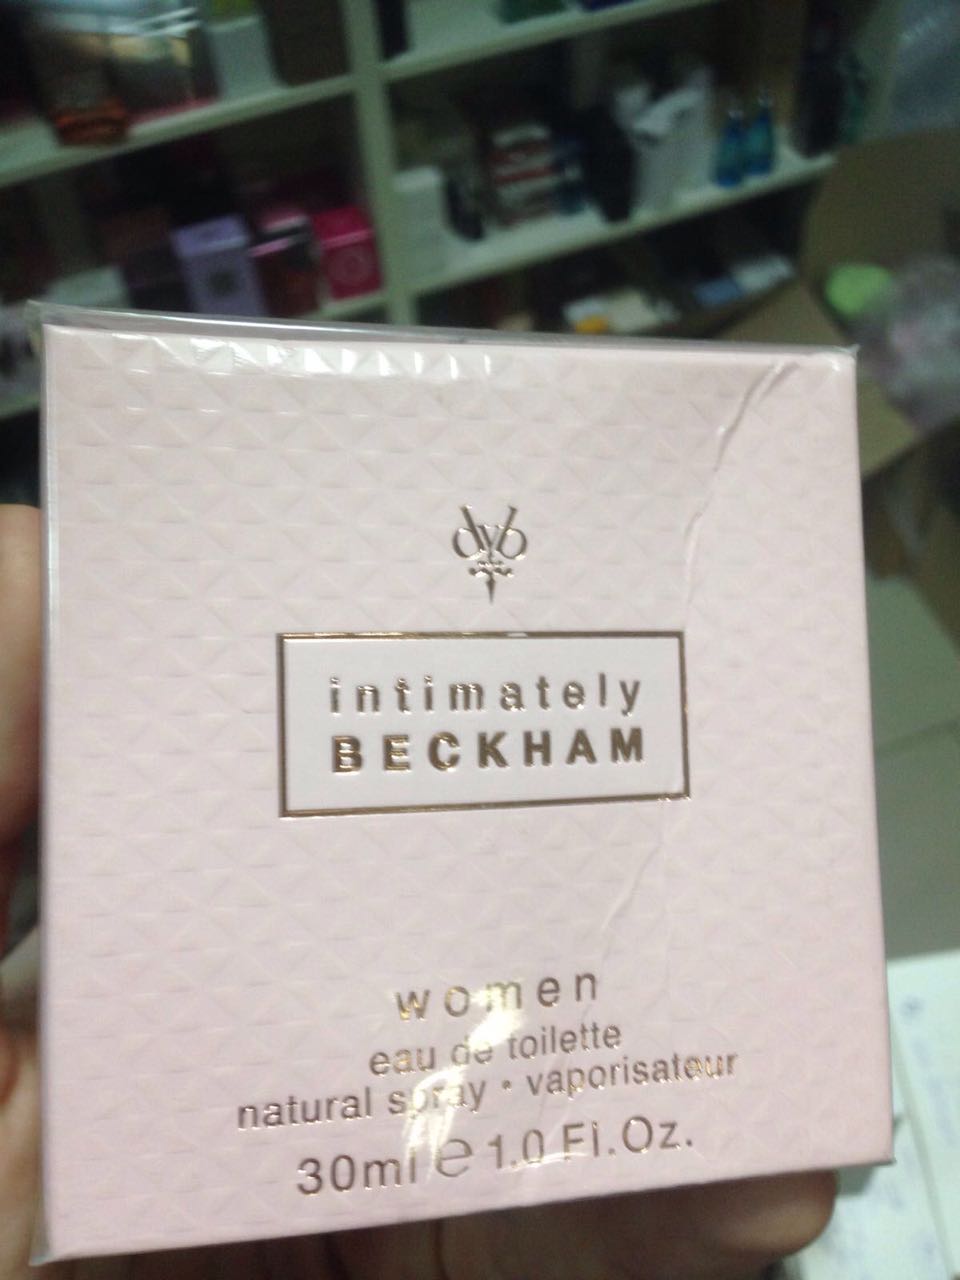 dvb
intimately
BECKHAM
women
eau de toilette
natural spray • vaporisateur
30ml ℮ 1.0 Fl.Oz.